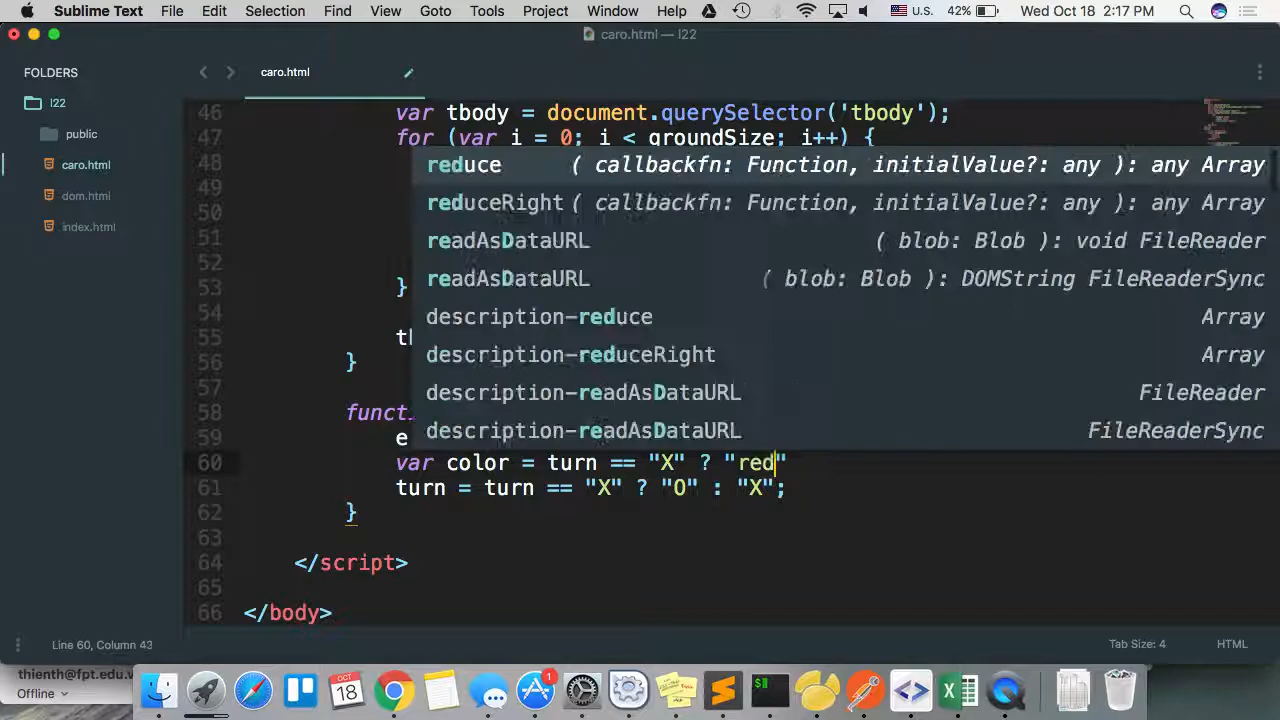 Sublime Text File Edit Selection Find View Goto Tools Project Window Help U.S. 42% Wed Oct 18 2:17 PM
caro.html — l22
FOLDERS
l22
public
caro.html
dom.html
index.html
caro.html
46 var tbody = document.querySelector('tbody');
47 for (var i = 0; i < groundSize; i++) {
48
49
50
51
52
53 }
54
55 t
56 }
57
58 functi
59 e
60 var color = turn == "X" ? "red"
61 turn = turn == "X" ? "O" : "X";
62 }
63
64 </script>
65
66 </body>
reduce ( callbackfn: Function, initialValue?: any ): any Array
reduceRight ( callbackfn: Function, initialValue?: any ): any Array
readAsDataURL ( blob: Blob ): void FileReader
readAsDataURL ( blob: Blob ): DOMString FileReaderSync
description-reduce Array
description-reduceRight Array
description-readAsDataURL FileReader
description-readAsDataURL FileReaderSync
Line 60, Column 43 Tab Size: 4 HTML
thienth@fpt.edu.v
Offline
OCT
18
1
$||